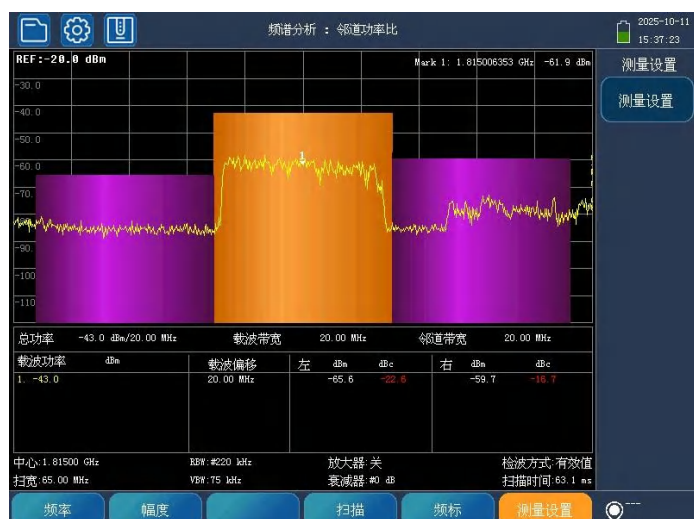 频谱分析 : 邻道功率比
2025-10-11
15:37:23
REF:-20.0 dBm
Mark 1: 1.815006353 GHz -61.9 dBm
测量设置
测量设置
-30.0
-40.0
-50.0
-60.0
-70.
-90.
-100
-110
1
总功率 -43.0 dBm/20.00 MHz 载波带宽 20.00 MHz 邻道带宽 20.00 MHz
载波功率 dBm 载波偏移 左 dBm dBc 右 dBm dBc
1. -43.0 20.00 MHz -65.6 -22.6 -59.7 -16.7
中心:1.81500 GHz RBW:#220 kHz 放大器:关 检波方式:有效值
扫宽:65.00 MHz VBW:75 kHz 衰减器:#0 dB 扫描时间:63.1 ms
频率 幅度 扫描 频标 测量设置 ---